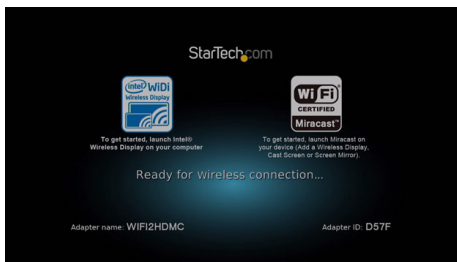 StarTech.com
intel WiDi
Wireless Display
To get started, launch Intel®
Wireless Display on your computer
Wi Fi
CERTIFIED
Miracast™
To get started, launch Miracast on
your device (Add a Wireless Display,
Cast Screen or Screen Mirror).
Ready for wireless connection...
Adapter name: WIFI2HDMC
Adapter ID: D57F